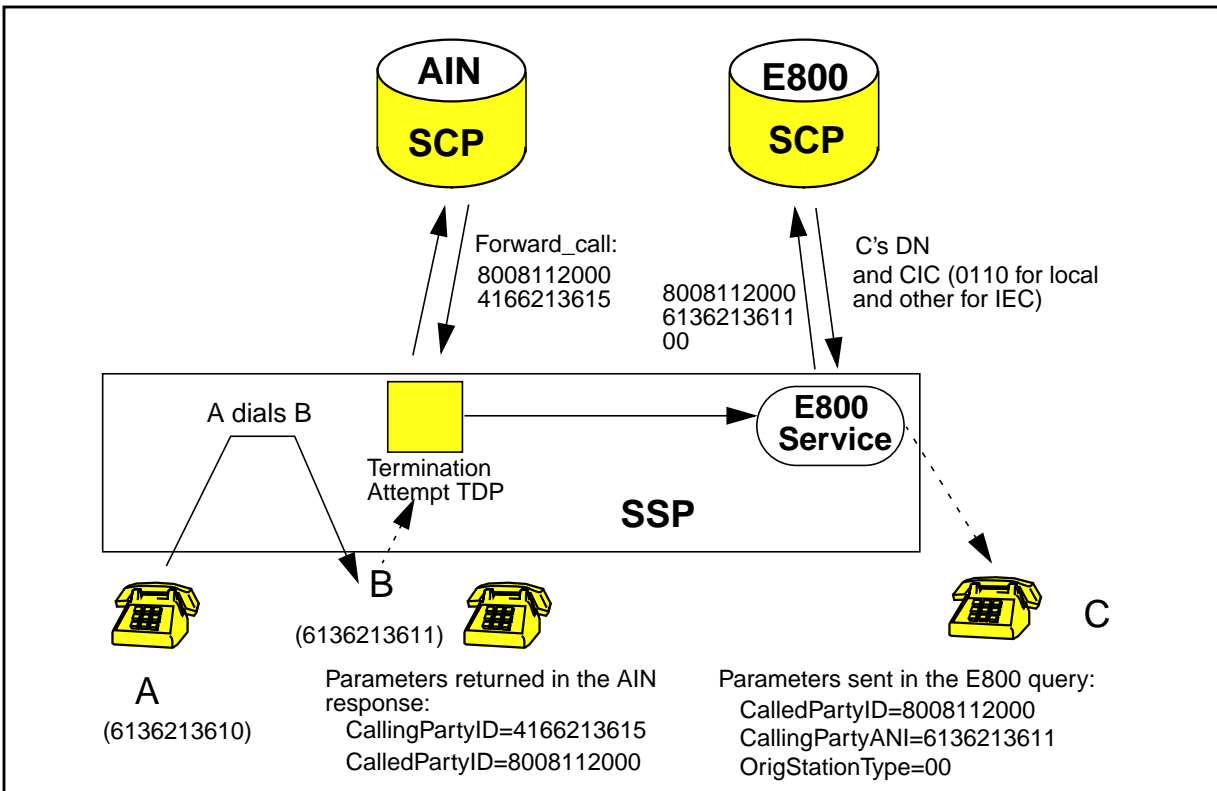 AIN
SCP
E800
SCP
Forward_call:
8008112000
4166213615
8008112000
6136213611
00
C's DN
and CIC (0110 for local
and other for IEC)
A dials B
Termination
Attempt TDP
E800
Service
SSP
B
(6136213611)
A
(6136213610)
C
Parameters returned in the AIN
response:
CallingPartyID=4166213615
CalledPartyID=8008112000
Parameters sent in the E800 query:
CalledPartyID=8008112000
CallingPartyANI=6136213611
OrigStationType=00